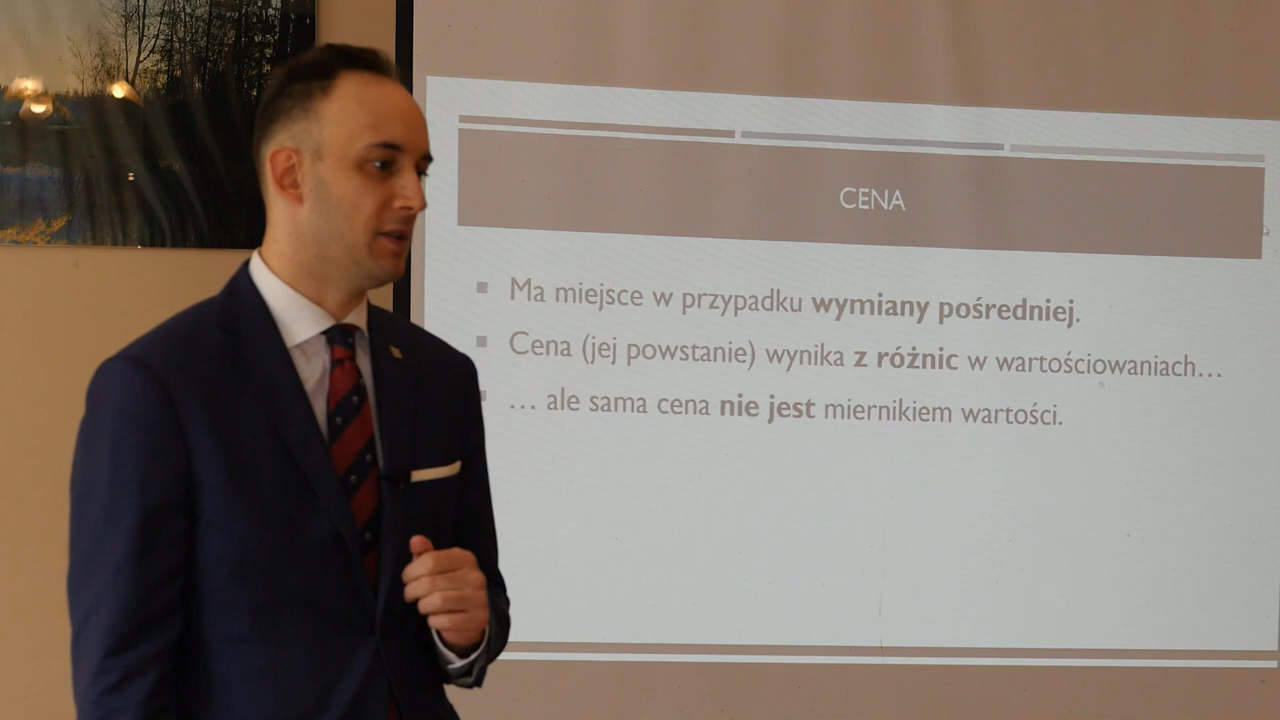 CENA
Ma miejsce w przypadku wymiany pośredniej.
Cena (jej powstanie) wynika z różnic w wartościowaniach...
... ale sama cena nie jest miernikiem wartości.